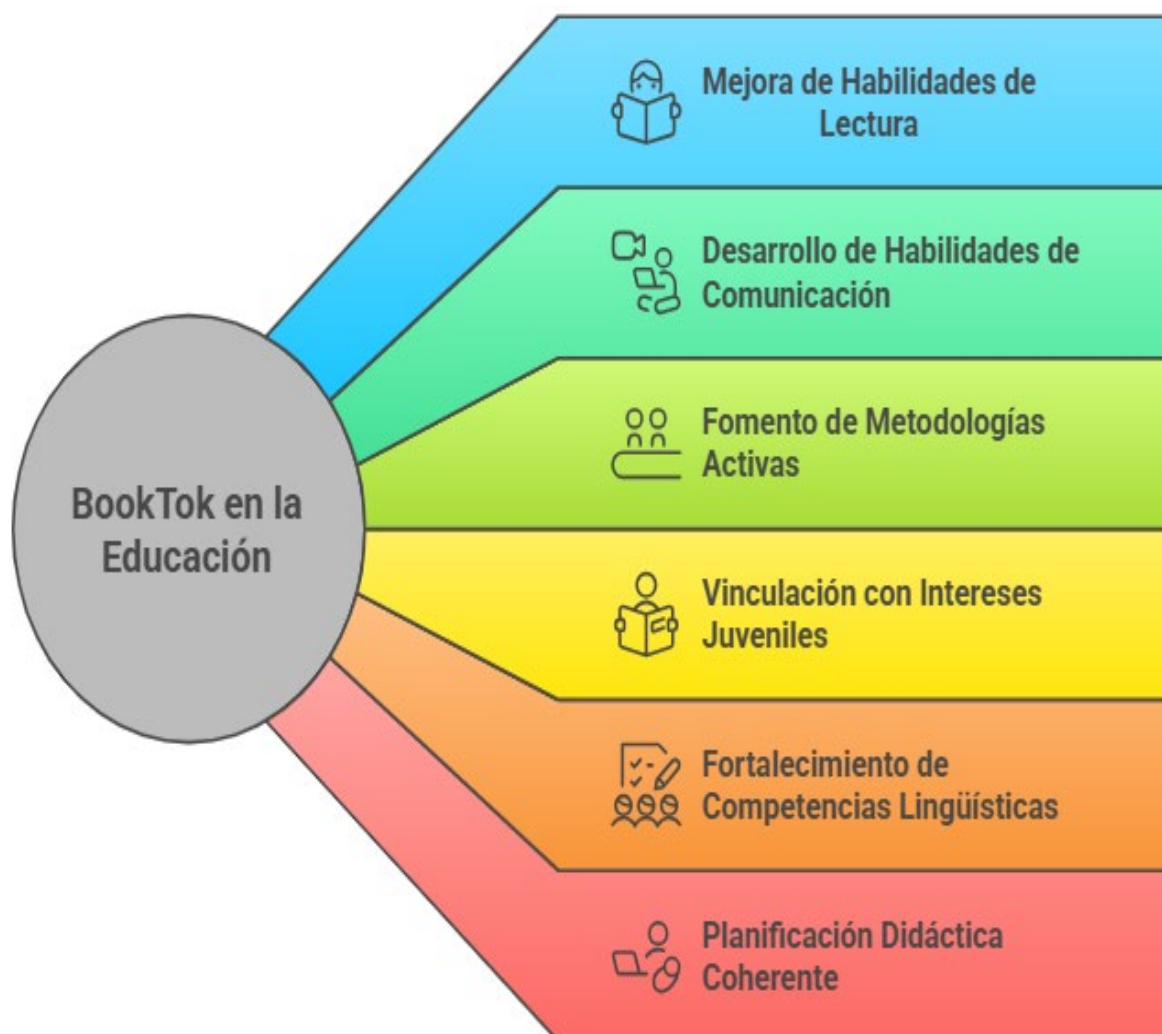 Mejora de Habilidades de
Lectura
Desarrollo de Habilidades de
Comunicación
Fomento de Metodologías
Activas
BookTok en la
Educación
Vinculación con Intereses
Juveniles
Fortalecimiento de
Competencias Lingüísticas
Planificación Didáctica
Coherente